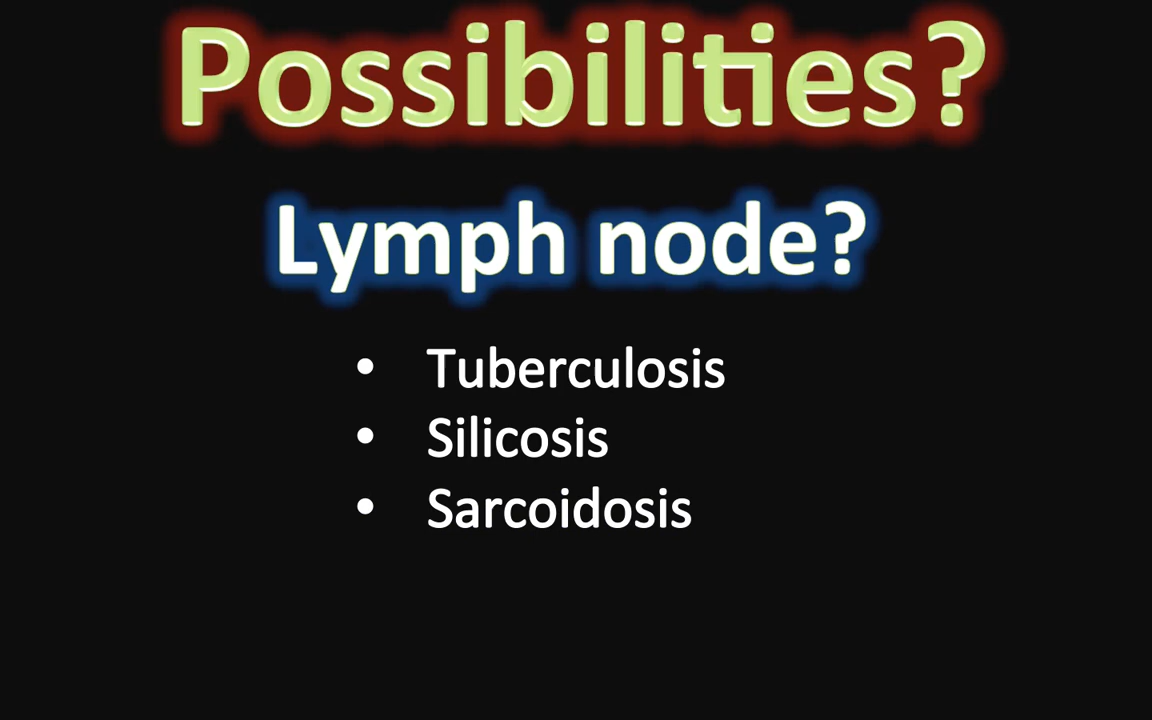 Possibilities?
Lymph node?
• Tuberculosis
• Silicosis
• Sarcoidosis